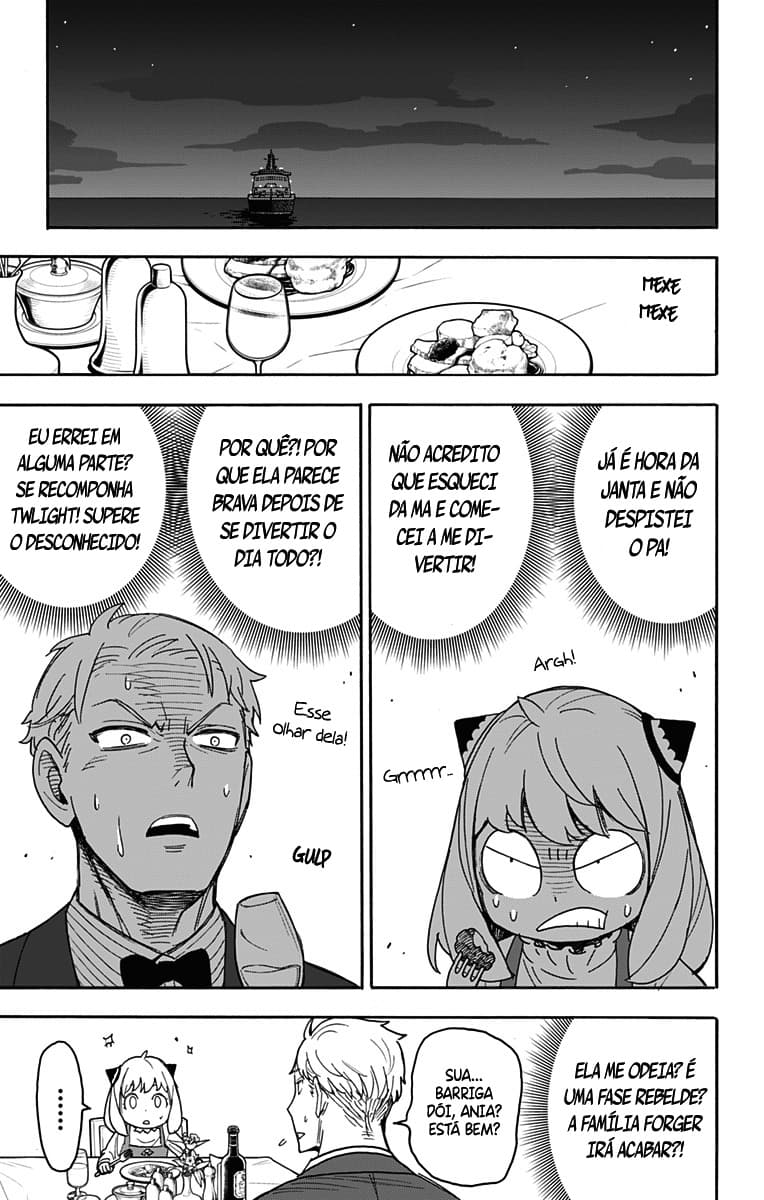 MEXE
MEXE
JÁ É HORA DA
JANTA E NÃO
DESPISTEI
O PA!
NÃO ACREDITO
QUE ESQUECI
DA MA E COME-
CEI A ME DI-
VERTIR!
Argh!
Grrrrrr..
POR QUÊ?! POR
QUE ELA PARECE
BRAVA DEPOIS DE
SE DIVERTIR O
DIA TODO?!
EU ERREI EM
ALGUMA PARTE?
SE RECOMPONHA
TWLIGHT! SUPERE
O DESCONHECIDO!
Esse
olhar dela!
GULP
ELA ME ODEIA? É
UMA FASE REBELDE?
A FAMÍLIA FORGER
IRÁ ACABAR?!
SUA...
BARRIGA
DÓI, ANIA?
ESTÁ BEM?
.....